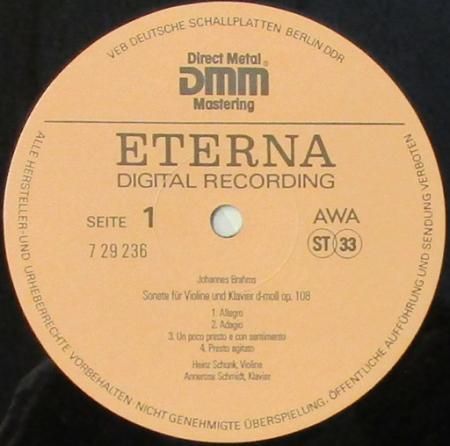 VEB DEUTSCHE SCHALLPLATTEN BERLIN DDR
Direct Metal
DMM®
Mastering
ETERNA
DIGITAL RECORDING
SEITE 1
AWA
7 29 236
ST 33
Johannes Brahms
Sonate für Violine und Klavier d-moll op. 108
1. Allegro
2. Adagio
3. Un poco presto e con sentimento
4. Presto agitato
Heinz Schunk, Violine
Annerose Schmidt, Klavier
ALLE HERSTELLER- UND URHEBERRECHTE VORBEHALTEN NICHT GENEHMIGTE ÜBERSPIELUNG, ÖFFENTLICHE AUFFÜHRUNG UND SENDUNG VERBOTEN